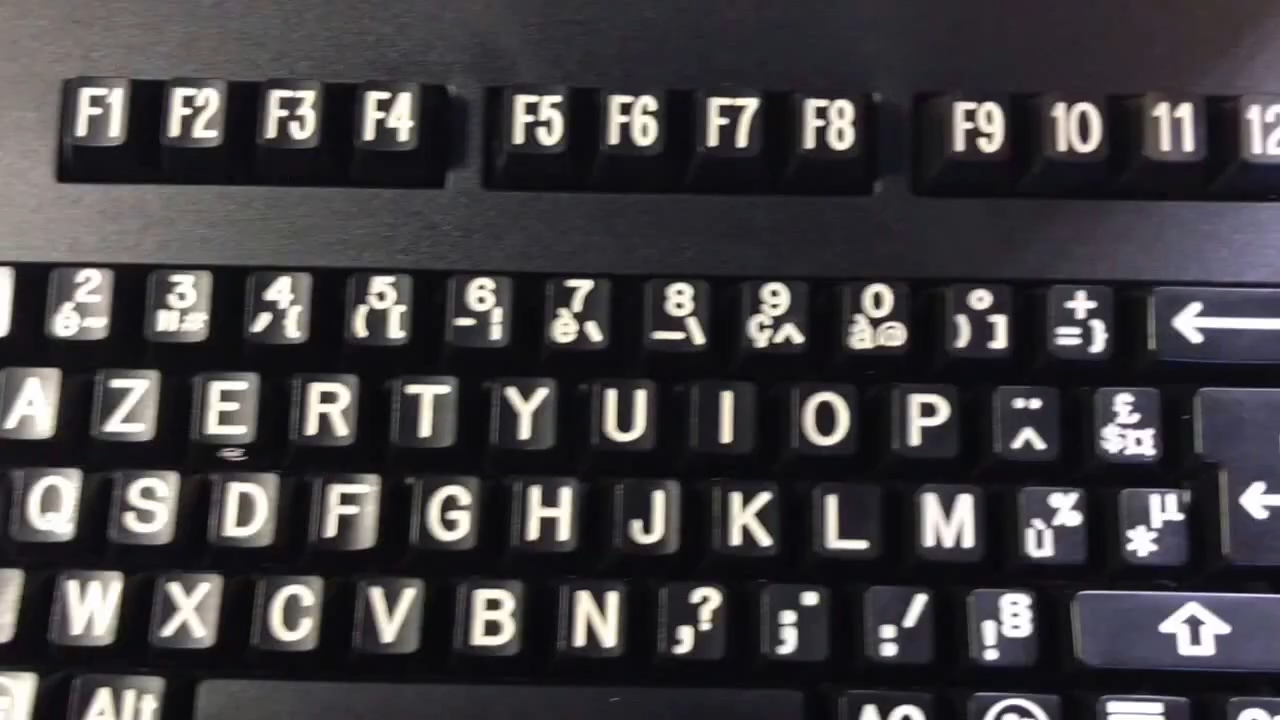 F1 F2 F3 F4 F5 F6 F7 F8 F9 10 11 12
2 é~ 3 "# 4 '{ 5 ([ 6 -¦ 7 è\ 8 _\ 9 ç^ 0 à@ ° )] + =} ←
A Z E R T Y U I O P ¨ ^ £ $¤
Q S D F G H J K L M % ù µ * ←
W X C V B N ? , . ; / : § ! ⇧
Alt